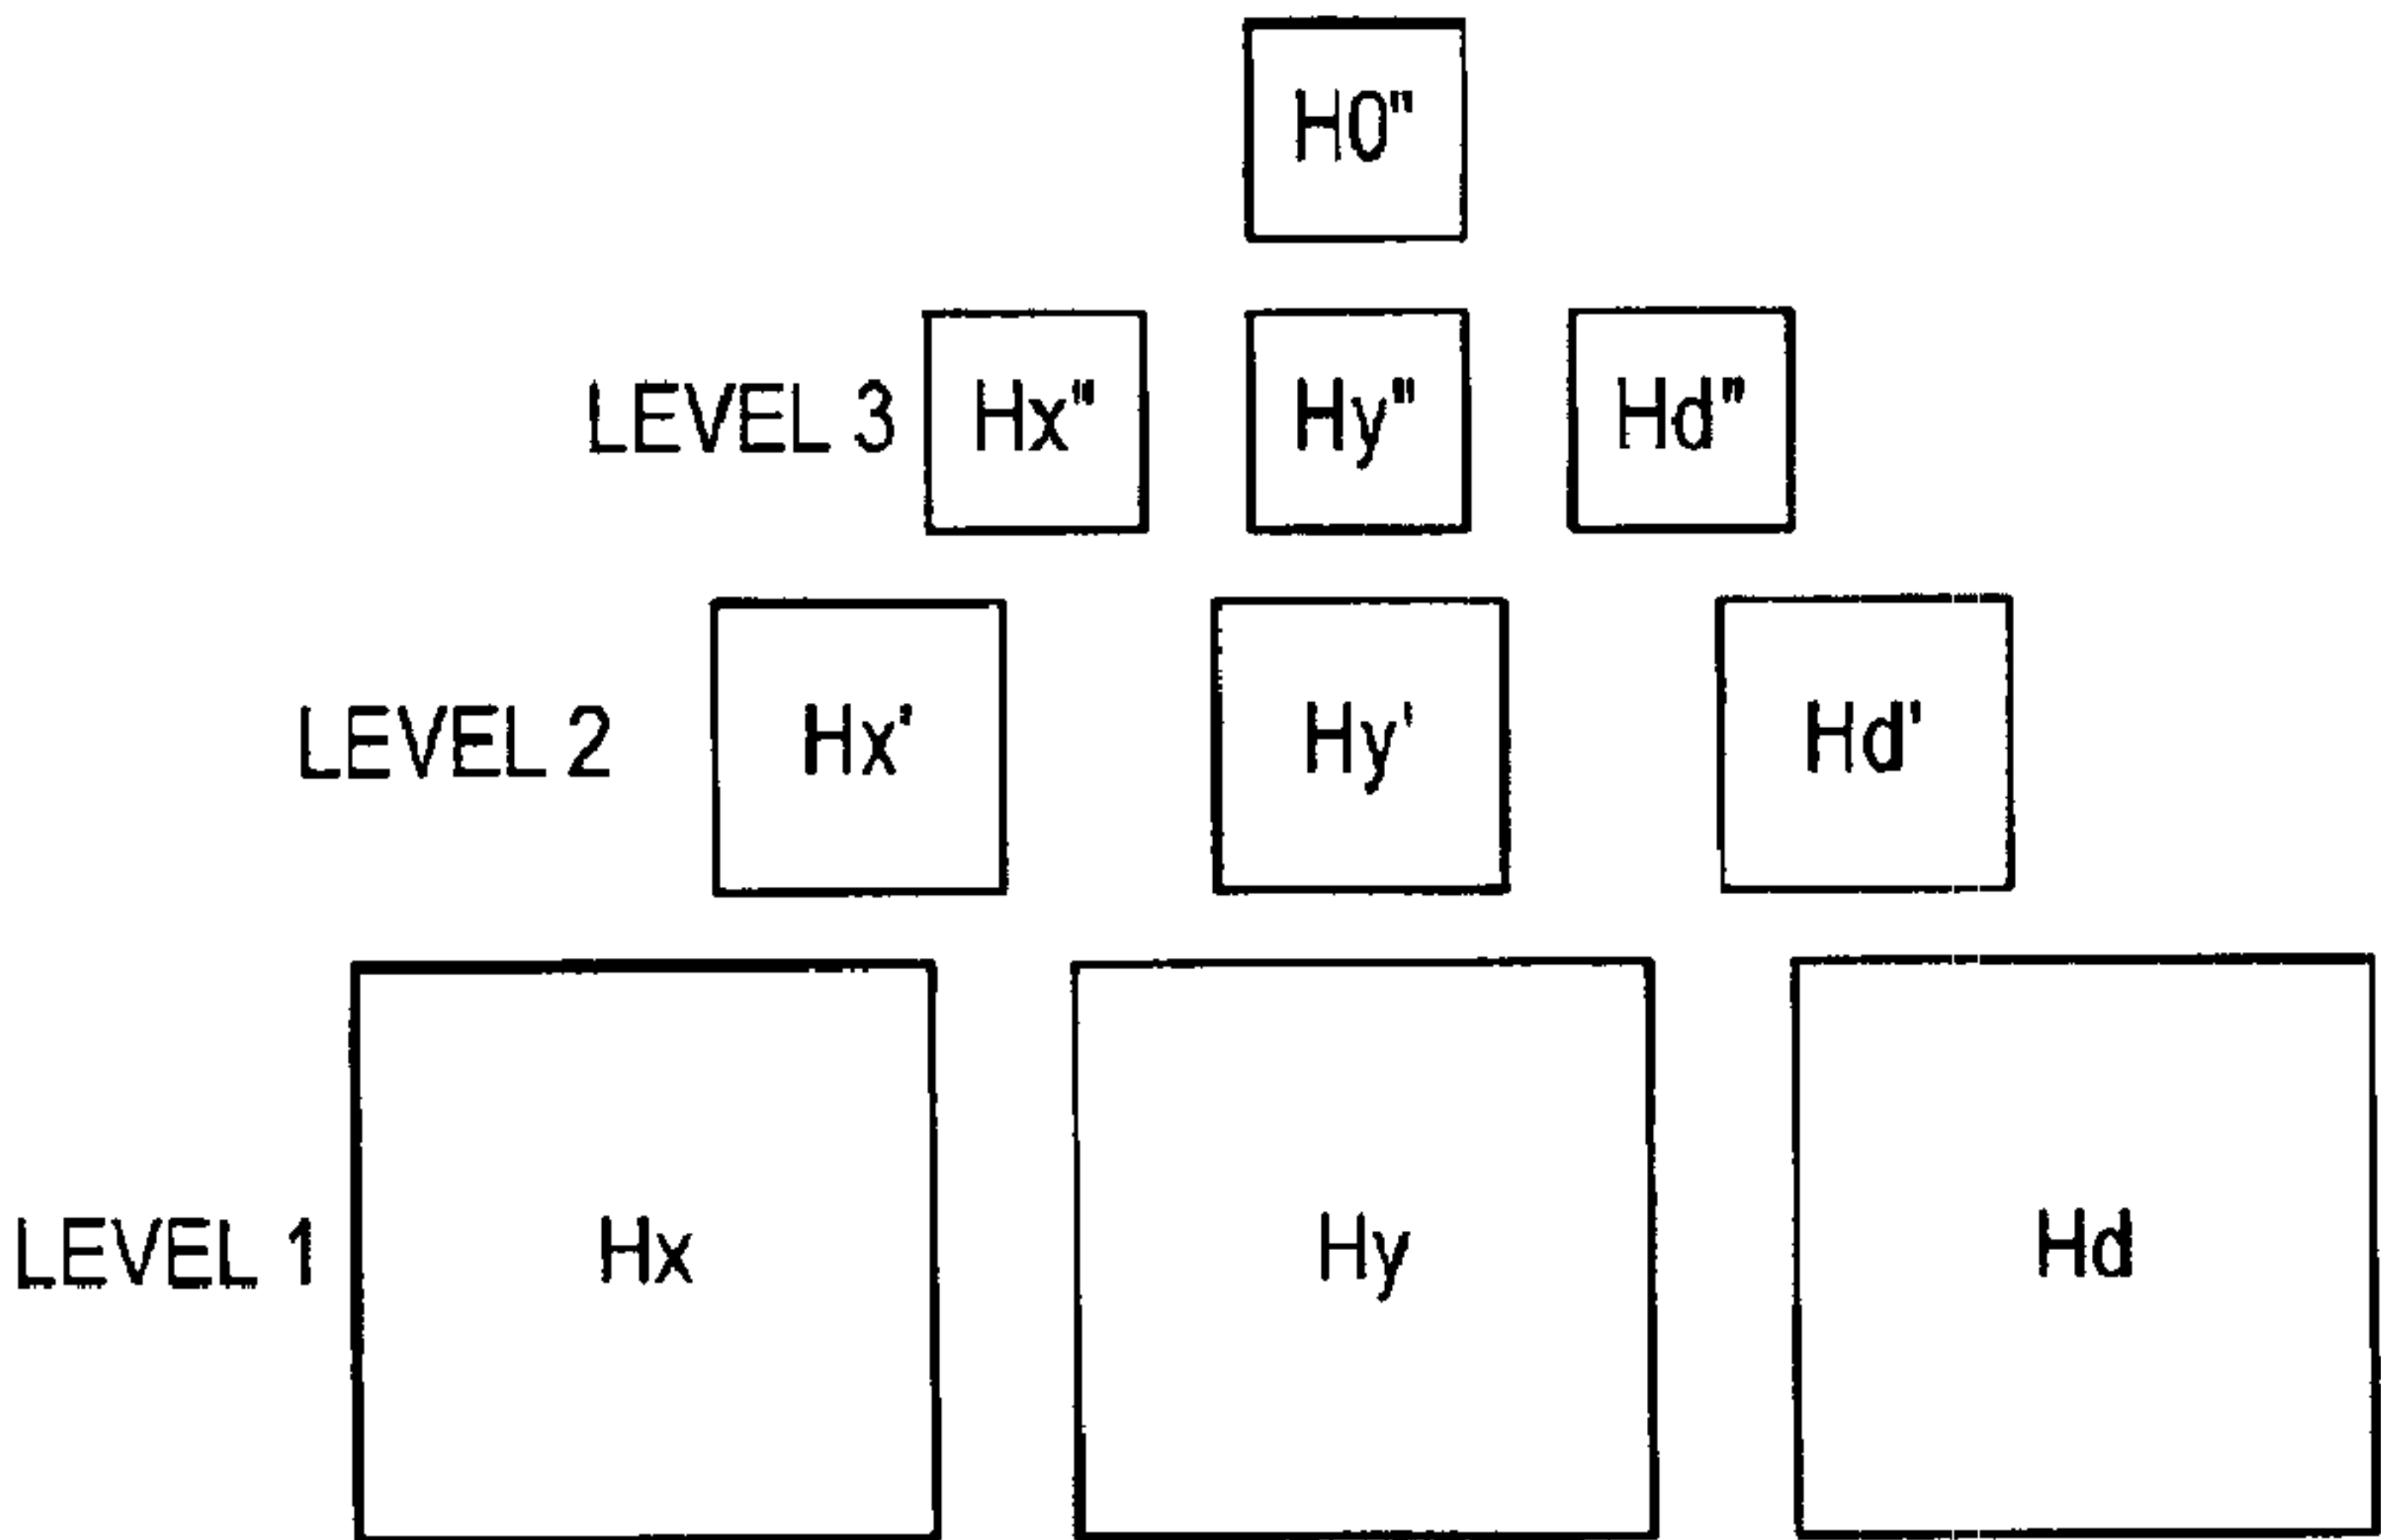 H0"
LEVEL 3 Hx" Hy" Hd"
LEVEL 2 Hx' Hy' Hd'
LEVEL 1 Hx Hy Hd